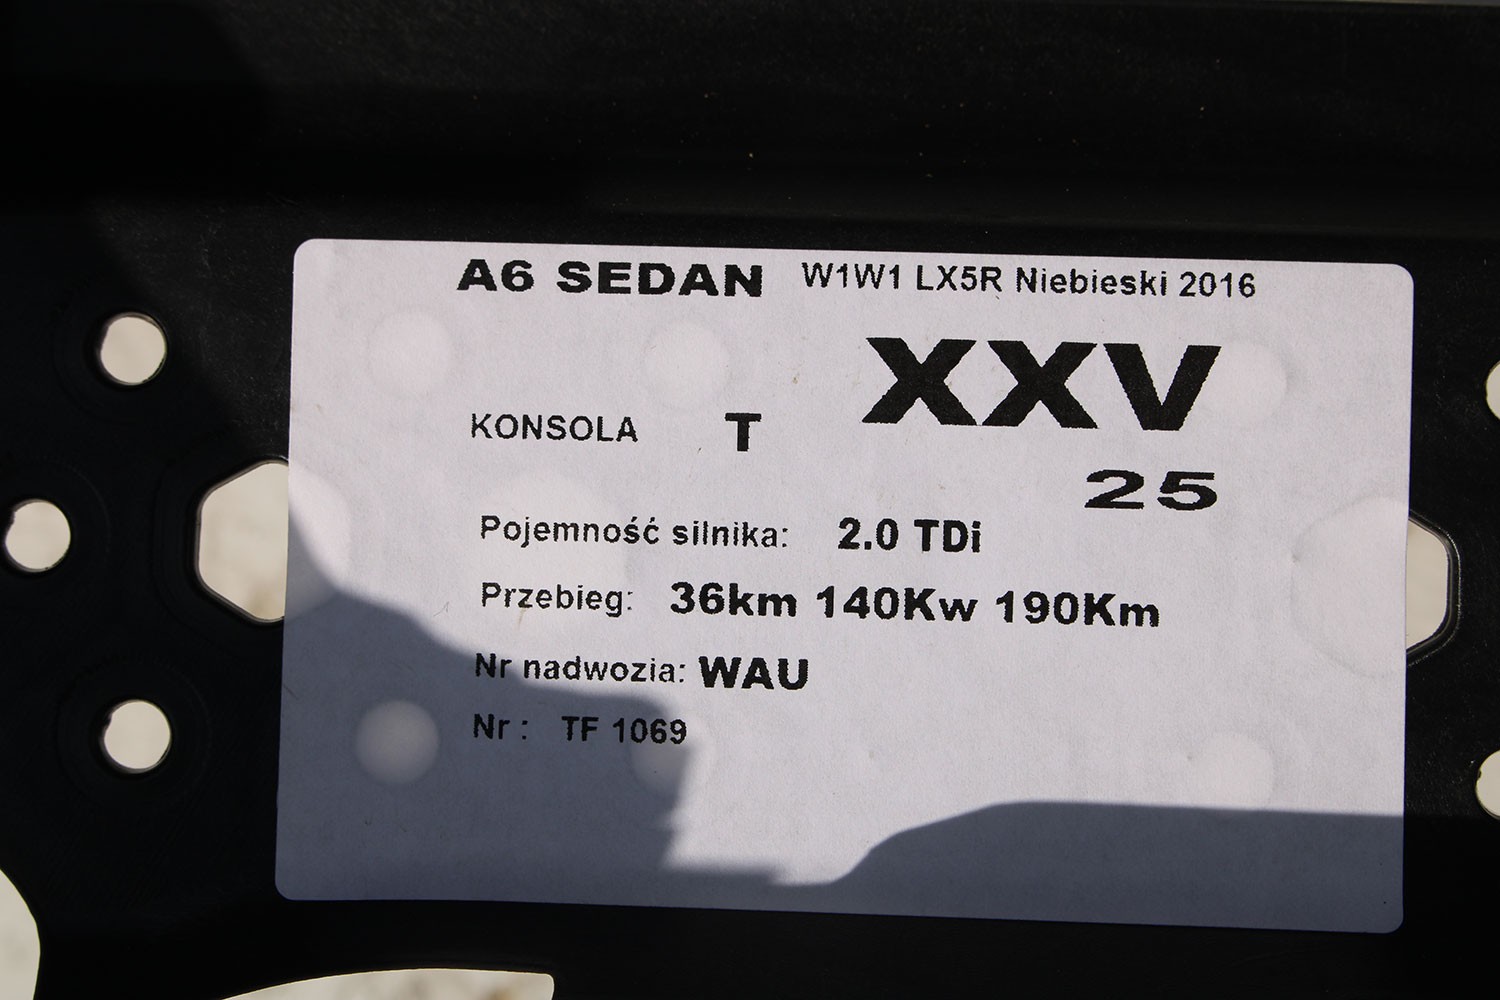 A6 SEDAN W1W1 LX5R Niebieski 2016
XXV
KONSOLA T
25
Pojemność silnika: 2.0 TDi
Przebieg: 36km 140Kw 190Km
Nr nadwozia: WAU
Nr : TF 1069